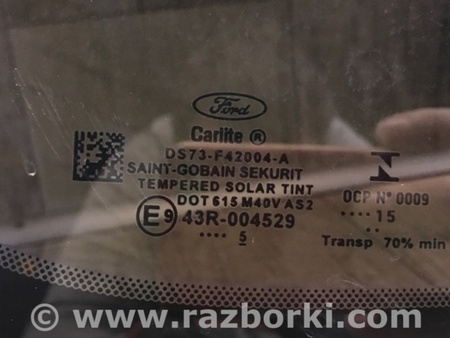 Ford
Carlite ®
DS73-F42004-A
SAINT-GOBAIN SEKURIT
TEMPERED SOLAR TINT
DOT 615 M40V AS2
E9 43R-004529
.... 5
OCP N° 0009
.... 15
Transp 70% min
© www.razborki.com